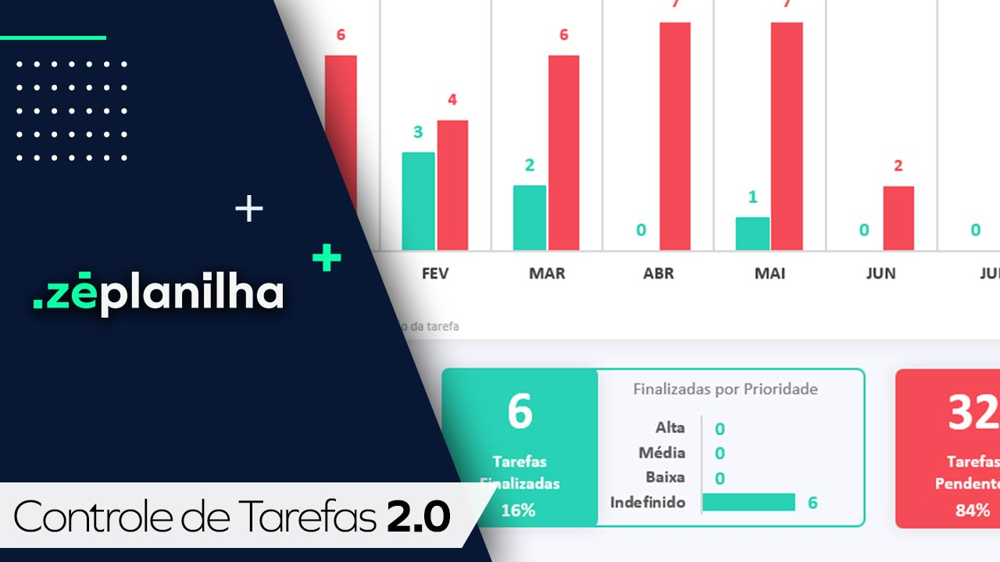 7 7
6 6
4
3
2 2
1
0 0 0
FEV MAR ABR MAI JUN
.zéplanilha
da tarefa
6
Tarefas
Finalizadas
16%
Finalizadas por Prioridade
Alta 0
Média 0
Baixa 0
Indefinido 6
32
Tarefas
84%
Controle de Tarefas 2.0